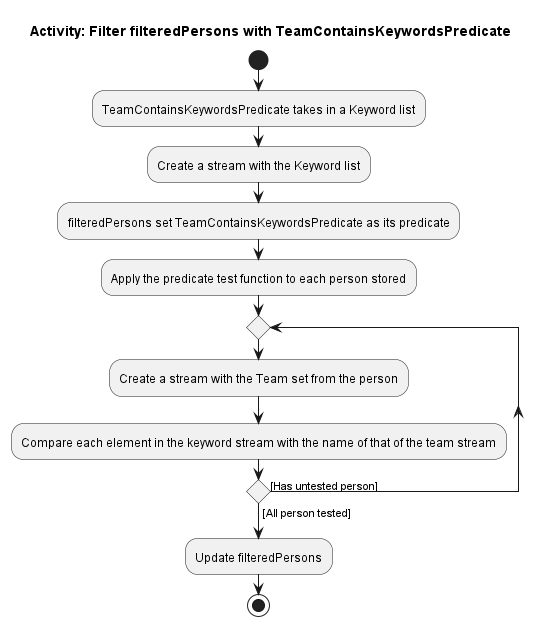 Activity: Filter filteredPersons with TeamContainsKeywordsPredicate
TeamContainsKeywordsPredicate takes in a Keyword list
Create a stream with the Keyword list
filteredPersons set TeamContainsKeywordsPredicate as its predicate
Apply the predicate test function to each person stored
Create a stream with the Team set from the person
Compare each element in the keyword stream with the name of that of the team stream
[Has untested person]
[All person tested]
Update filteredPersons